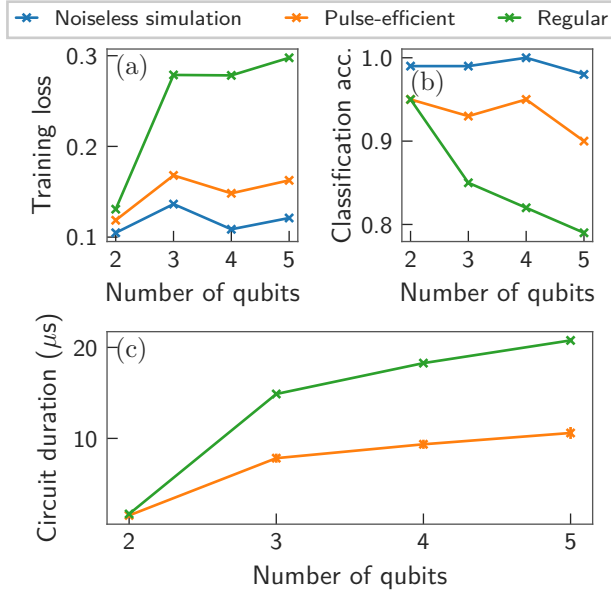 Noiseless simulation Pulse-efficient Regular
(a)
Training loss
0.3
0.2
0.1
2 3 4 5
Number of qubits
(b)
Classification acc.
1.0
0.9
0.8
2 3 4 5
Number of qubits
(c)
Circuit duration (μs)
20
10
2 3 4 5
Number of qubits